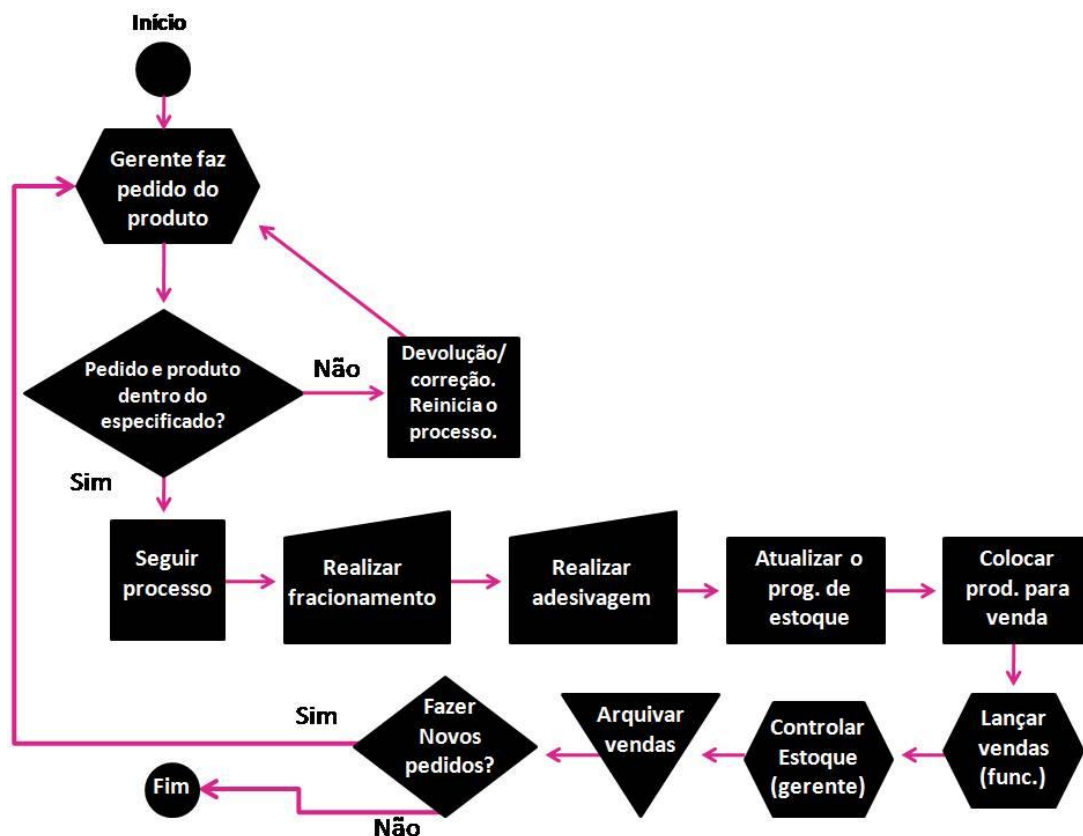 Início
Gerente faz
pedido do
produto
Pedido e produto
dentro do
especificado?
Não
Devolução/
correção.
Reinicia o
processo.
Sim
Seguir
processo
Realizar
fracionamento
Realizar
adesivagem
Atualizar o
prog. de
estoque
Colocar
prod. para
venda
Lançar
vendas
(func.)
Controlar
Estoque
(gerente)
Arquivar
vendas
Fazer
Novos
pedidos?
Sim
Não
Fim